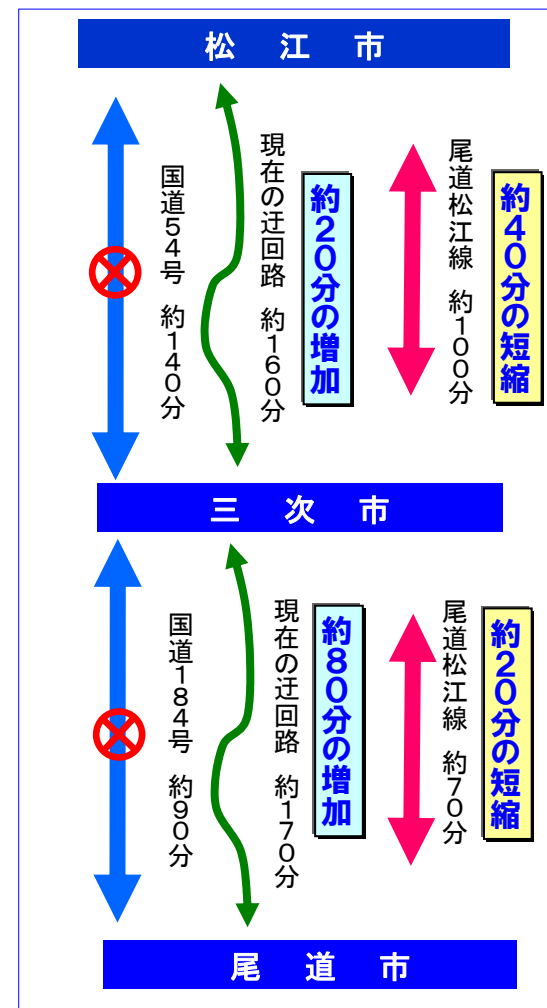 松江市
国道54号 約140分
現在の迂回路 約160分
約20分の増加
尾道松江線 約100分
約40分の短縮
三次市
国道184号 約90分
現在の迂回路 約170分
約80分の増加
尾道松江線 約70分
約20分の短縮
尾道市